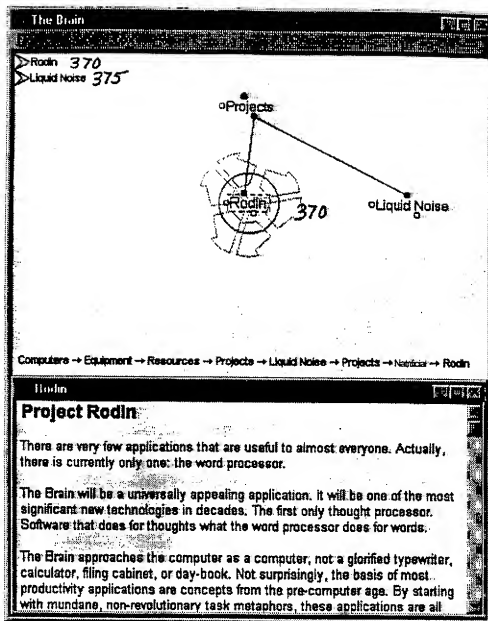 The Brain
Rodin 370
Liquid Noise 375
Projects
Rodin
370
Liquid Noise
Computers → Equipment → Resources → Projects → Liquid Noise → Projects → Natrificial → Rodin
Rodin
Project Rodin
There are very few applications that are useful to almost everyone. Actually,
there is currently only one: the word processor.
The Brain will be a universally appealing application. It will be one of the most
significant new technologies in decades. The first only thought processor.
Software that does for thoughts what the word processor does for words.
The Brain approaches the computer as a computer, not a glorified typewriter,
calculator, filing cabinet, or day-book. Not surprisingly, the basis of most
productivity applications are concepts from the pre-computer age. By starting
with mundane, non-revolutionary task metaphors, these applications are all